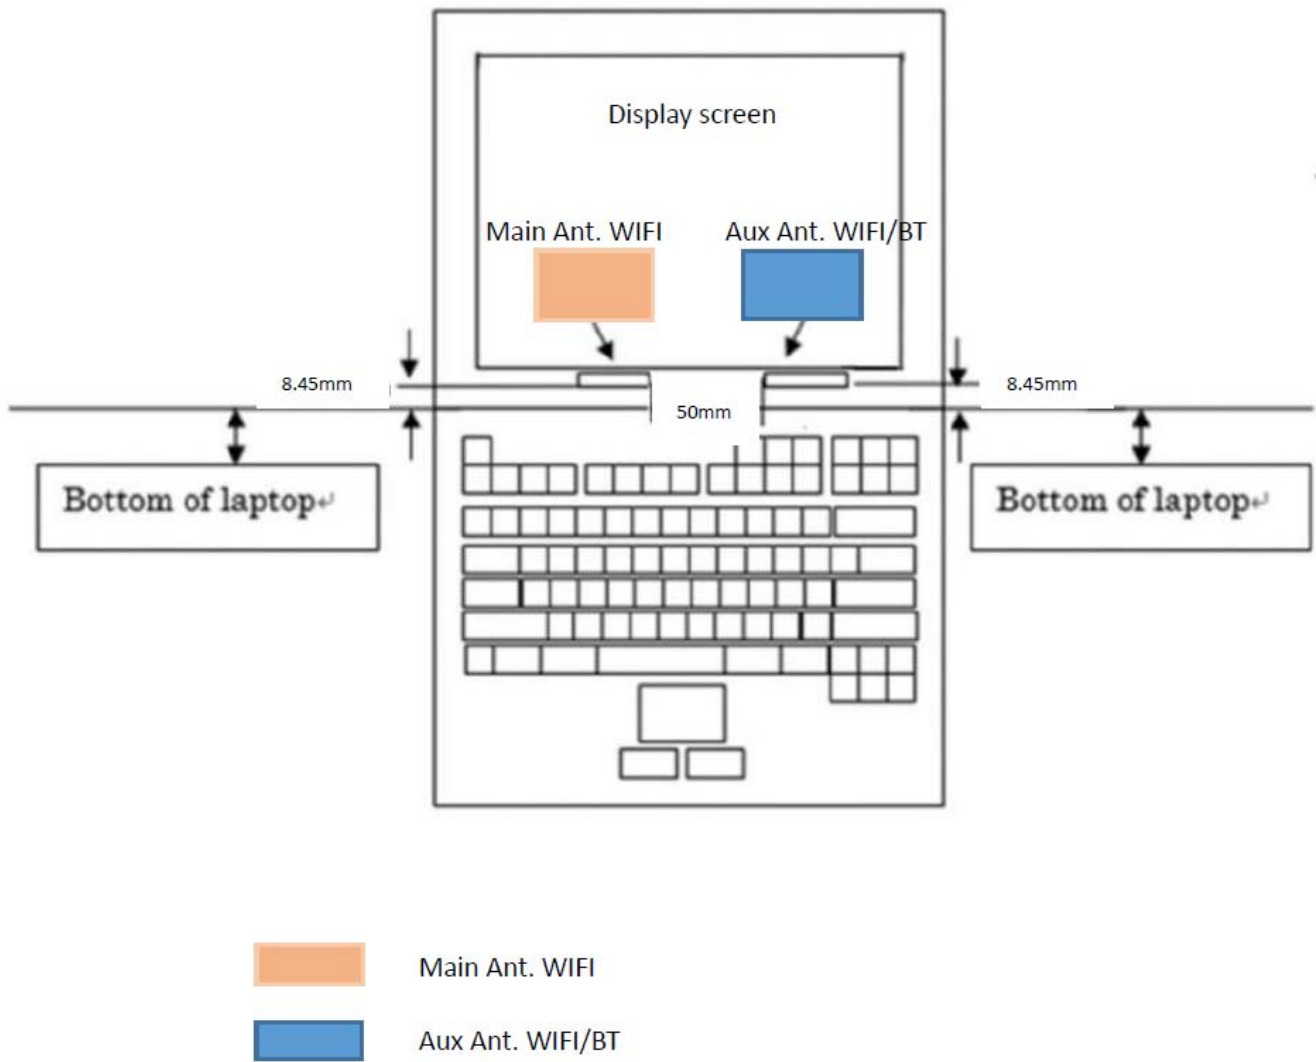 Display screen
Main Ant. WIFI
Aux Ant. WIFI/BT
8.45mm
8.45mm
50mm
Bottom of laptop↵
Bottom of laptop↵
Main Ant. WIFI
Aux Ant. WIFI/BT